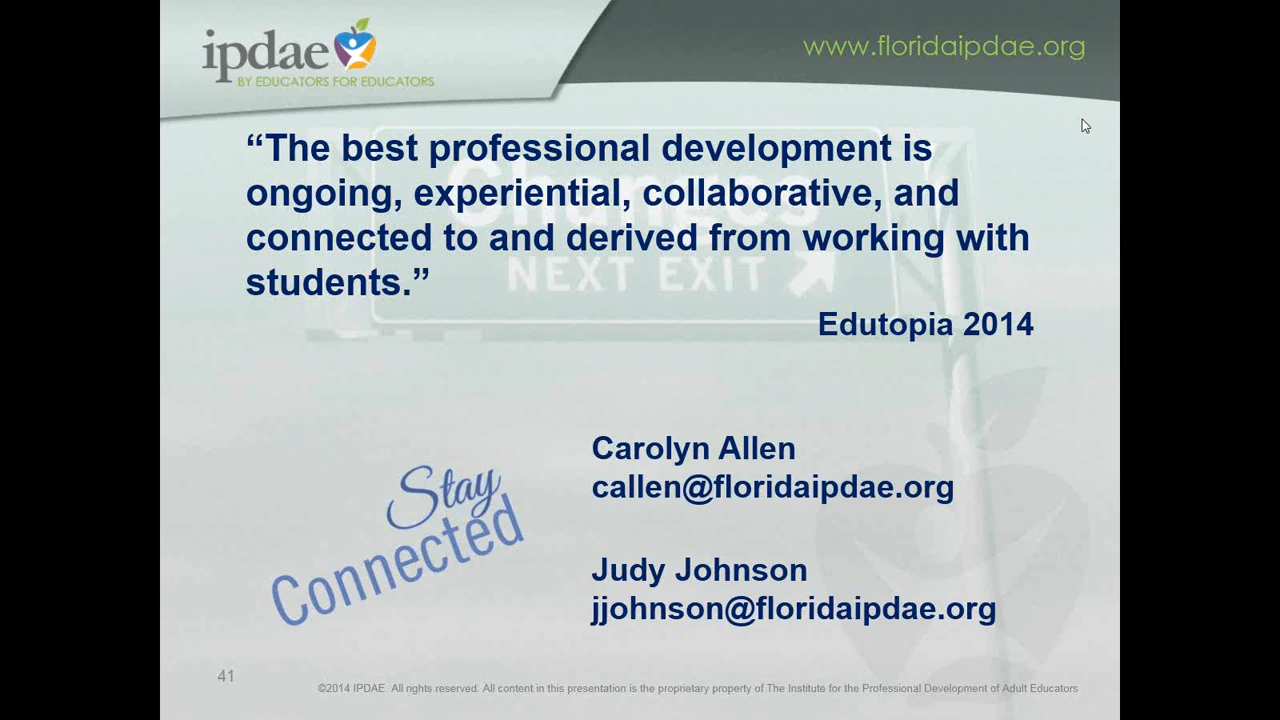 ipdae
BY EDUCATORS FOR EDUCATORS
www.floridaipdae.org
“The best professional development is
ongoing, experiential, collaborative, and
connected to and derived from working with
students.”
Edutopia 2014
Changes
NEXT EXIT
Stay
Connected
Carolyn Allen
callen@floridaipdae.org
Judy Johnson
jjohnson@floridaipdae.org
41
©2014 IPDAE. All rights reserved. All content in this presentation is the proprietary property of The Institute for the Professional Development of Adult Educators